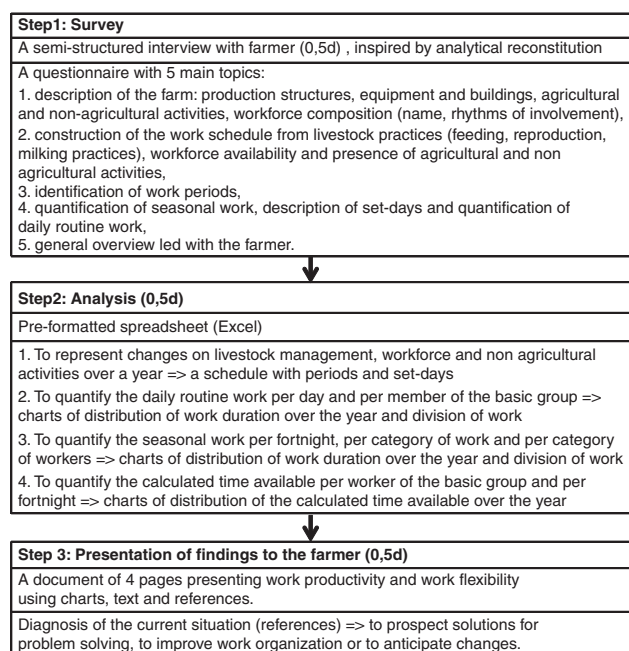 Step1: Survey
A semi-structured interview with farmer (0,5d) , inspired by analytical reconstitution
A questionnaire with 5 main topics:
1. description of the farm: production structures, equipment and buildings, agricultural
and non-agricultural activities, workforce composition (name, rhythms of involvement),
2. construction of the work schedule from livestock practices (feeding, reproduction,
milking practices), workforce availability and presence of agricultural and non
agricultural activities,
3. identification of work periods,
4. quantification of seasonal work, description of set-days and quantification of
daily routine work,
5. general overview led with the farmer.
Step2: Analysis (0,5d)
Pre-formatted spreadsheet (Excel)
1. To represent changes on livestock management, workforce and non agricultural
activities over a year => a schedule with periods and set-days
2. To quantify the daily routine work per day and per member of the basic group =>
charts of distribution of work duration over the year and division of work
3. To quantify the seasonal work per fortnight, per category of work and per category
of workers => charts of distribution of work duration over the year and division of work
4. To quantify the calculated time available per worker of the basic group and per
fortnight => charts of distribution of the calculated time available over the year
Step 3: Presentation of findings to the farmer (0,5d)
A document of 4 pages presenting work productivity and work flexibility
using charts, text and references.
Diagnosis of the current situation (references) => to prospect solutions for
problem solving, to improve work organization or to anticipate changes.